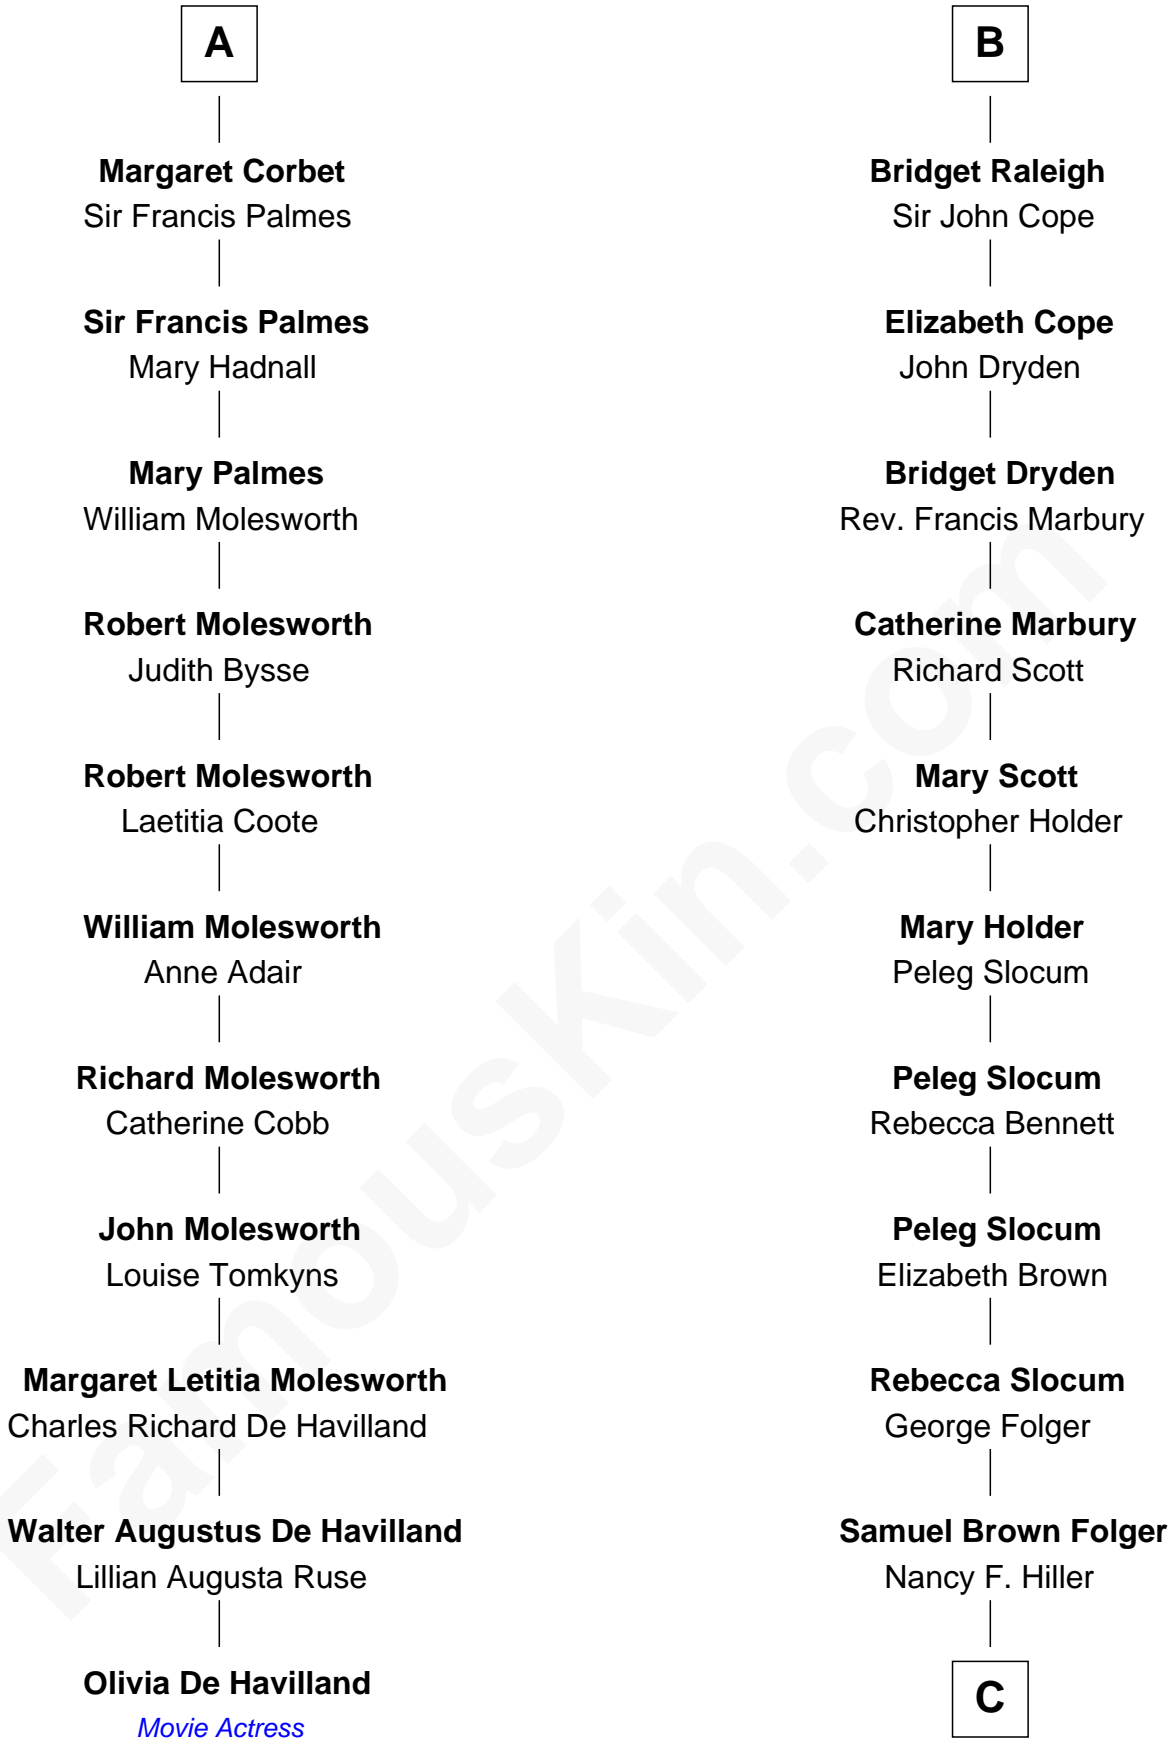 A
Margaret Corbet
Sir Francis Palmes
Sir Francis Palmes
Mary Hadnall
Mary Palmes
William Molesworth
Robert Molesworth
Judith Bysse
Robert Molesworth
Laetitia Coote
William Molesworth
Anne Adair
Richard Molesworth
Catherine Cobb
John Molesworth
Louise Tomkyns
Margaret Letitia Molesworth
Charles Richard De Havilland
Walter Augustus De Havilland
Lillian Augusta Ruse
Olivia De Havilland
Movie Actress
B
Bridget Raleigh
Sir John Cope
Elizabeth Cope
John Dryden
Bridget Dryden
Rev. Francis Marbury
Catherine Marbury
Richard Scott
Mary Scott
Christopher Holder
Mary Holder
Peleg Slocum
Peleg Slocum
Rebecca Bennett
Peleg Slocum
Elizabeth Brown
Rebecca Slocum
George Folger
Samuel Brown Folger
Nancy F. Hiller
C
FamousKin.com